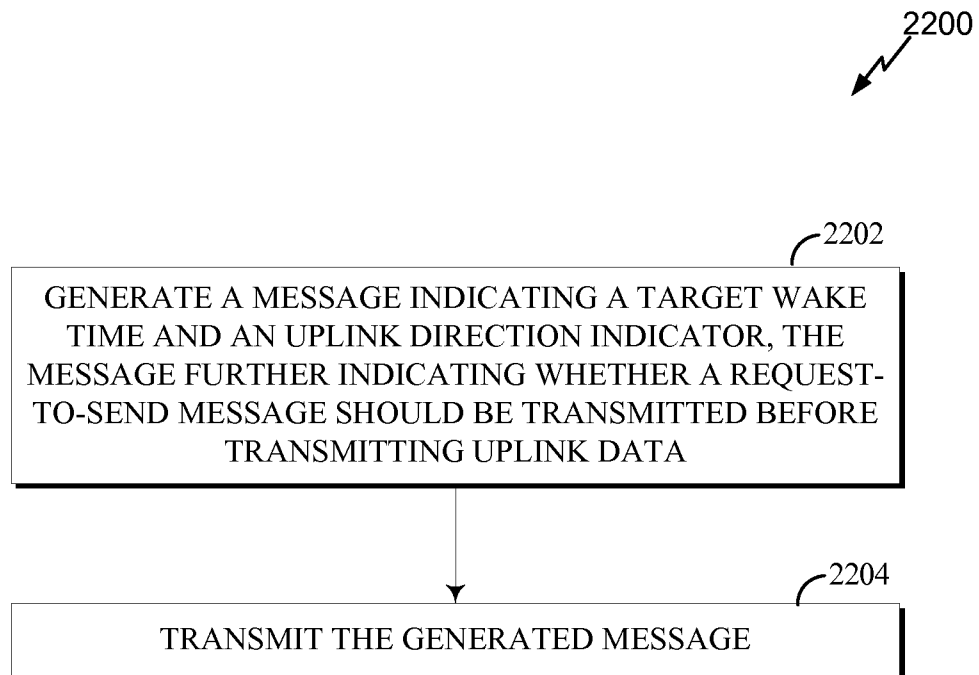 2200
2202
GENERATE A MESSAGE INDICATING A TARGET WAKE
TIME AND AN UPLINK DIRECTION INDICATOR, THE
MESSAGE FURTHER INDICATING WHETHER A REQUEST-
TO-SEND MESSAGE SHOULD BE TRANSMITTED BEFORE
TRANSMITTING UPLINK DATA
2204
TRANSMIT THE GENERATED MESSAGE